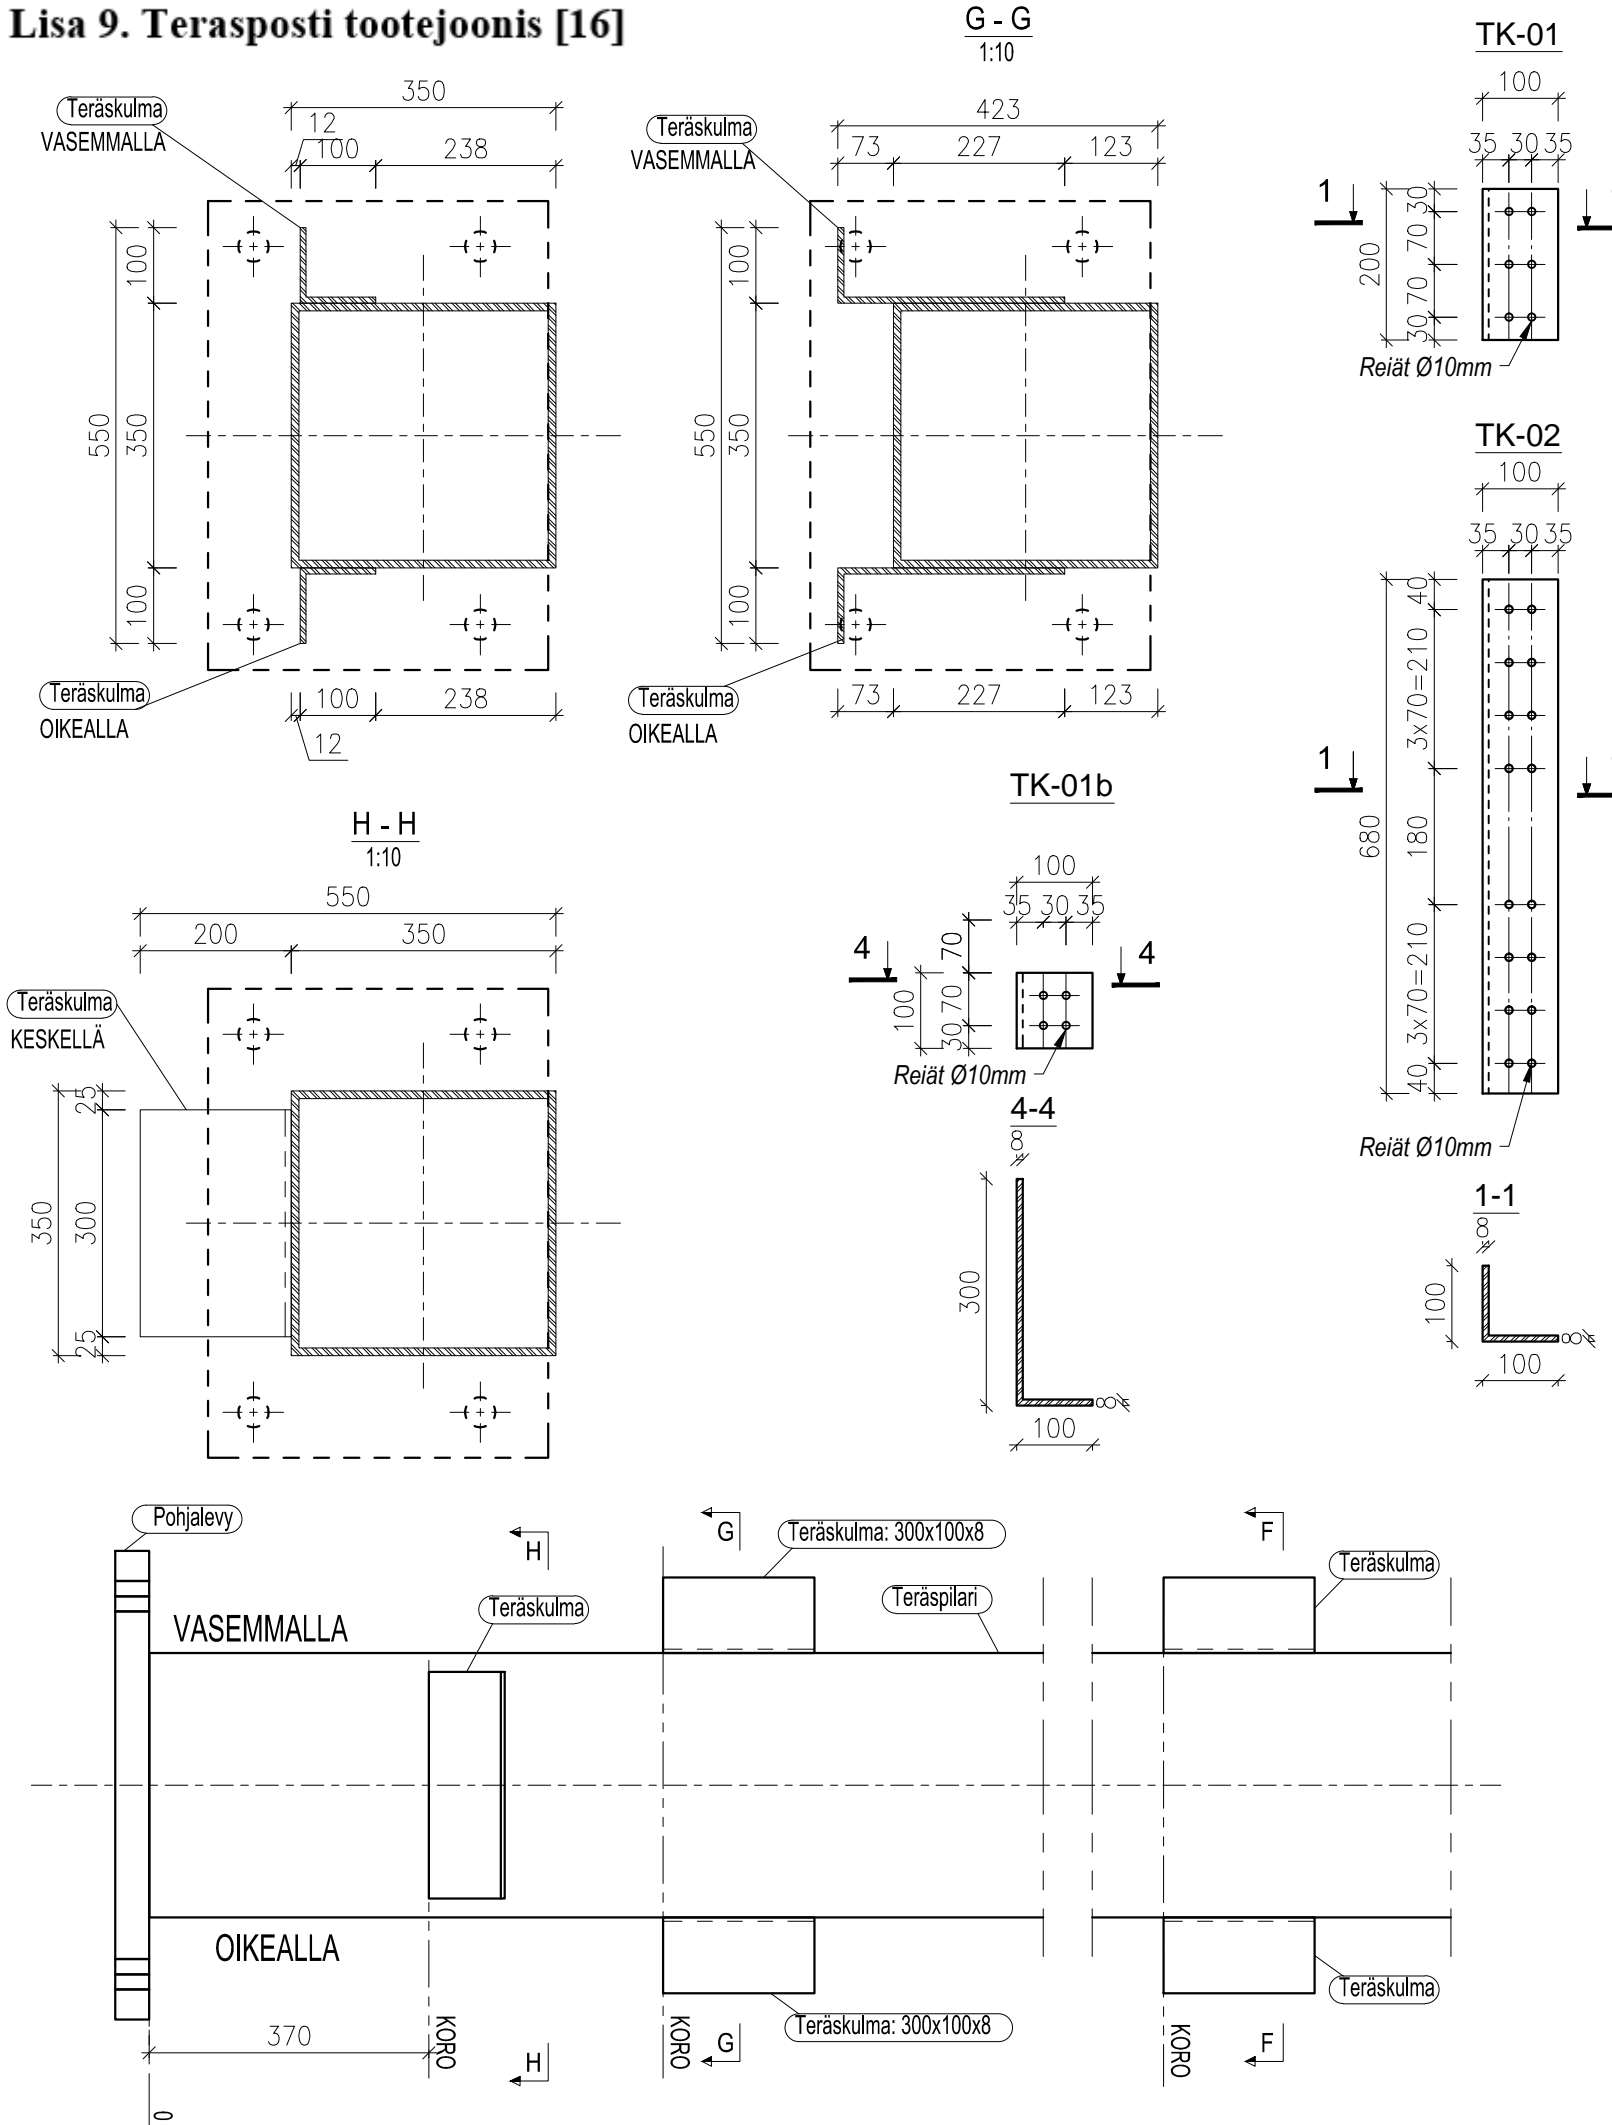 Lisa 9. Terasposti tootejoonis [16]
350
12
100
238
Teräskulma
VASEMMALLA
550
100
350
100
Teräskulma
OIKEALLA
100
238
12
G - G
1:10
423
73
227
123
Teräskulma
VASEMMALLA
550
100
350
100
Teräskulma
OIKEALLA
73
227
123
TK-01
100
35
30
35
1
200
30
70
70
30
Reiät Ø10mm
TK-02
100
35
30
35
1
680
40
3x70=210
180
3x70=210
40
Reiät Ø10mm
1-1
8
100
8
100
H - H
1:10
550
200
350
Teräskulma
KESKELLÄ
350
25
300
25
TK-01b
100
35
30
35
4
4
100
70
70
30
Reiät Ø10mm
4-4
8
300
8
100
Pohjalevy
VASEMMALLA
H
Teräskulma
G
Teräskulma: 300x100x8
Teräspilari
F
Teräskulma
OIKEALLA
370
KORO
H
KORO
G
Teräskulma: 300x100x8
KORO
F
Teräskulma
0